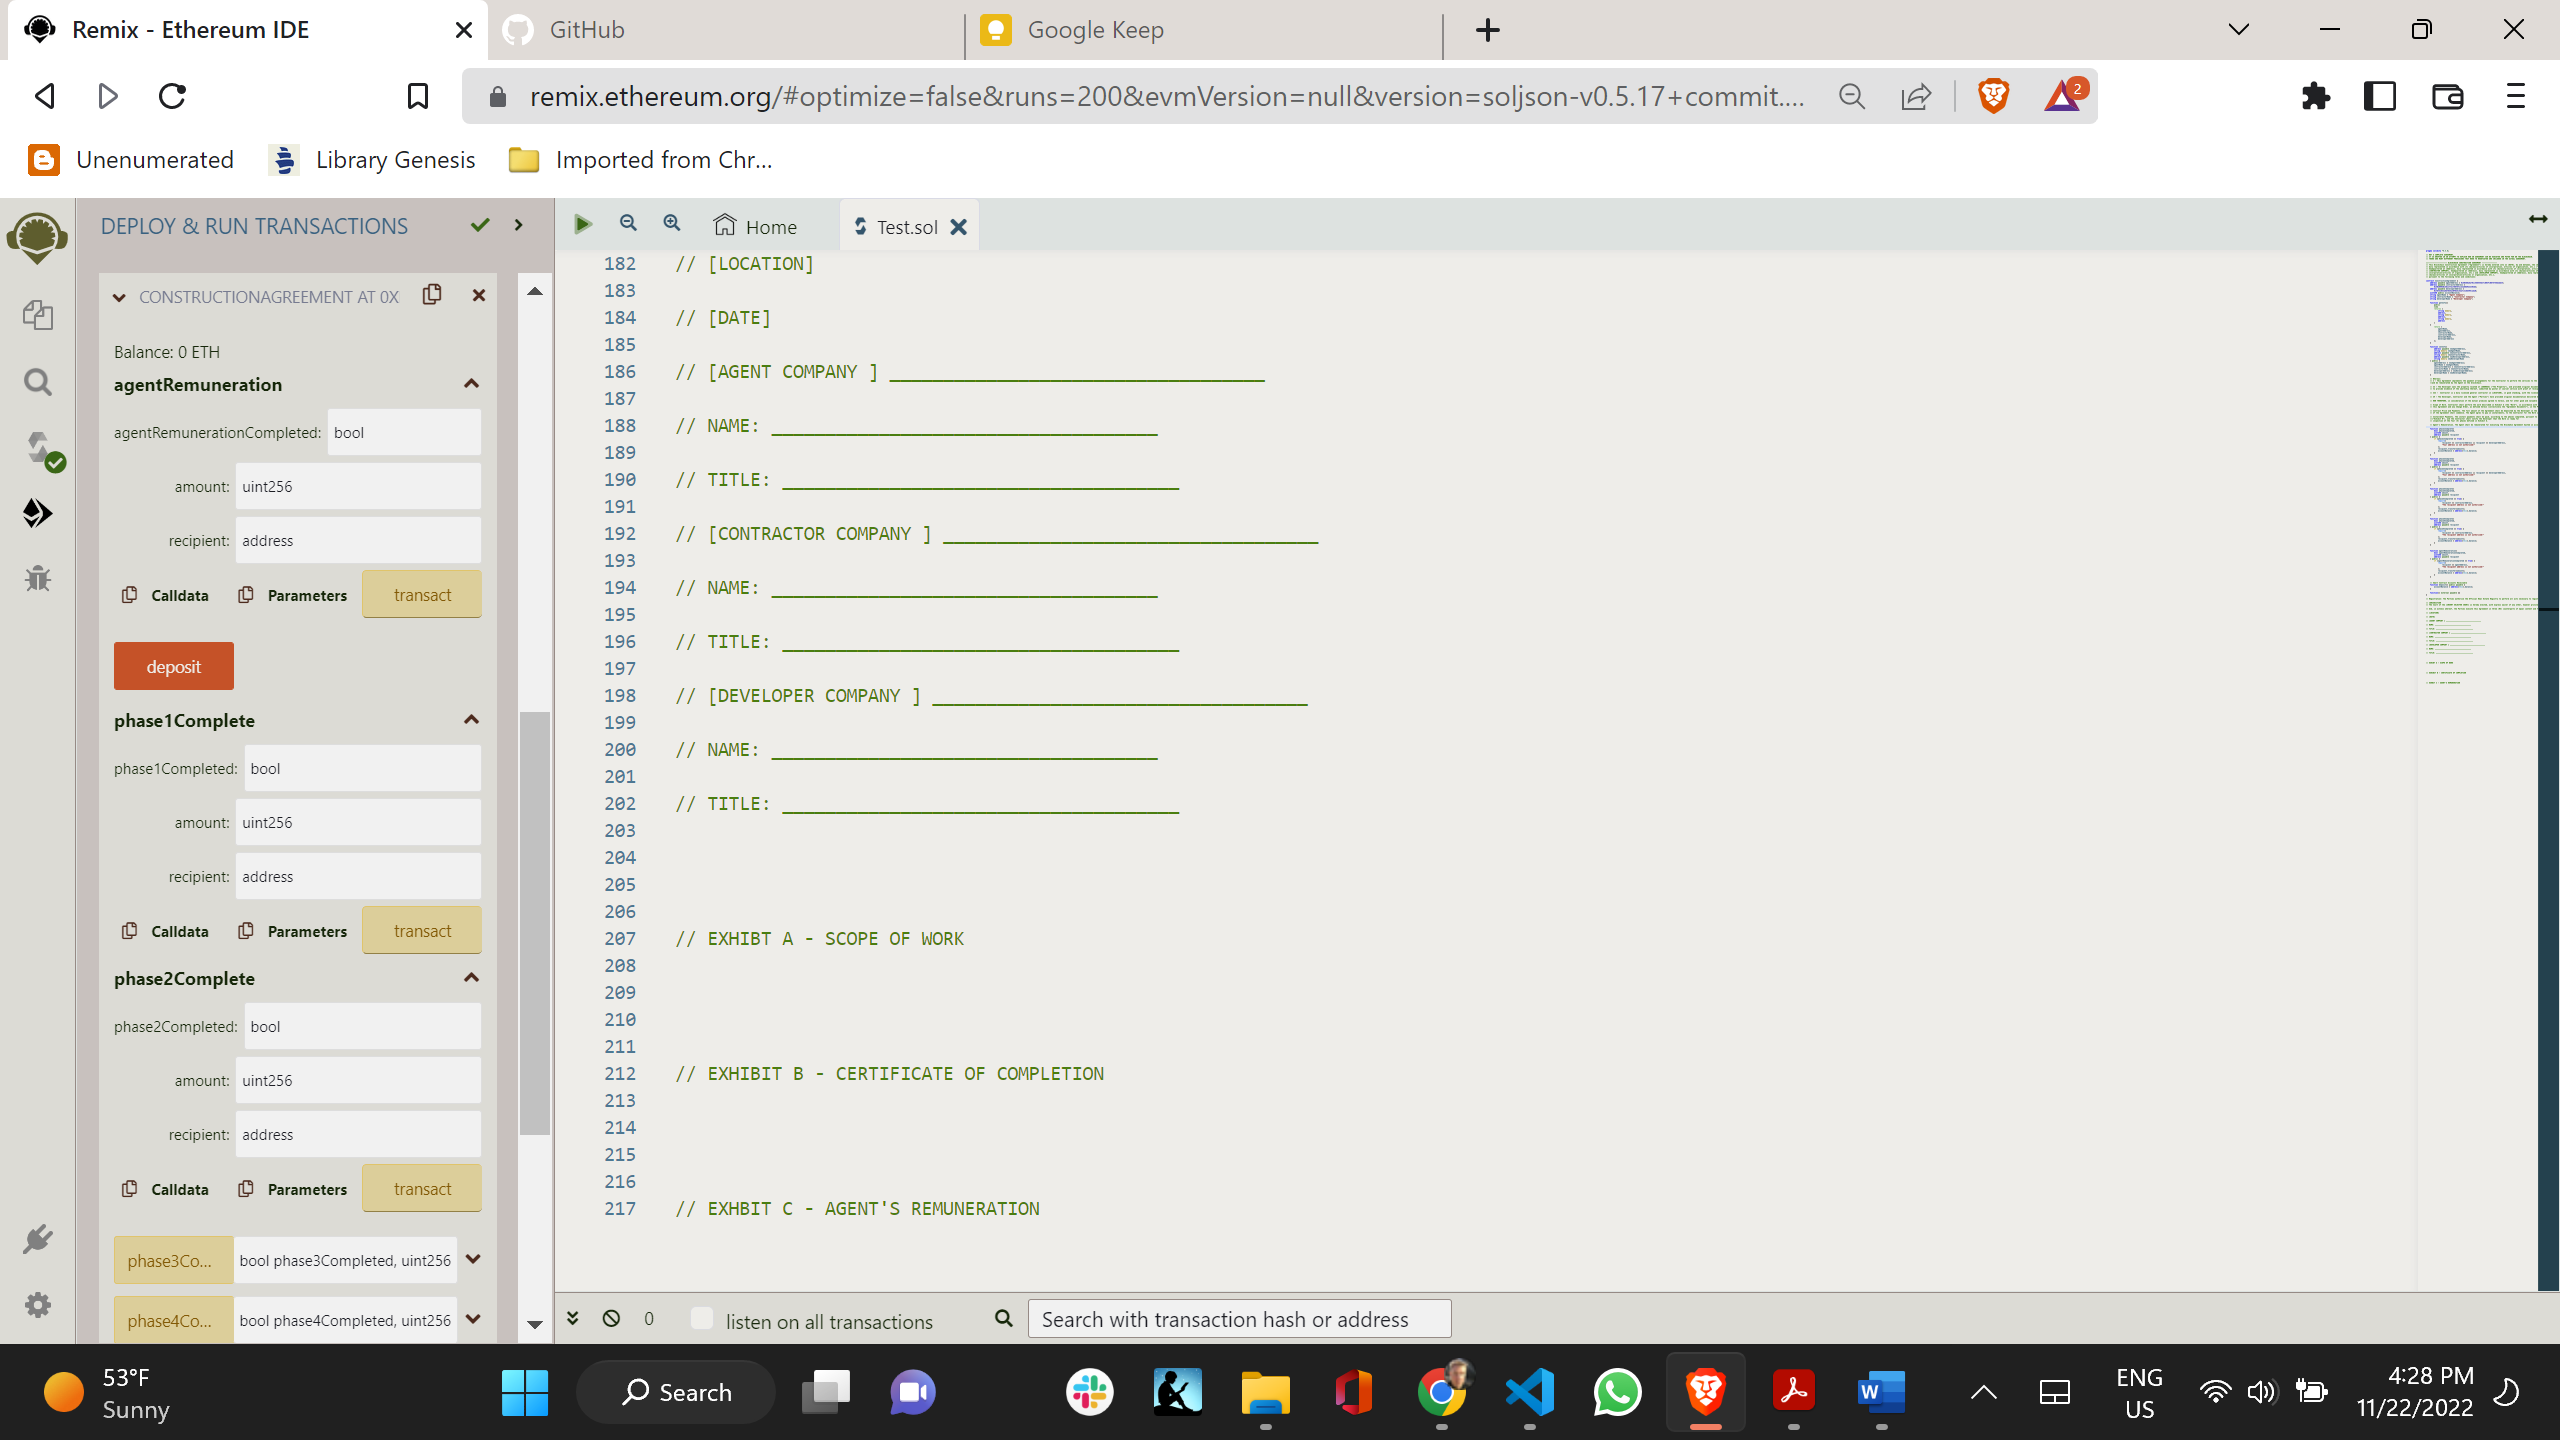 Remix - Ethereum IDE
GitHub
Google Keep
remix.ethereum.org/#optimize=false&runs=200&evmVersion=null&version=soljson-v0.5.17+commit....
2
Unenumerated
Library Genesis
Imported from Chr...
DEPLOY & RUN TRANSACTIONS
Home
Test.sol
CONSTRUCTIONAGREEMENT AT 0X
Balance: 0 ETH
agentRemuneration
agentRemunerationCompleted: bool
amount: uint256
recipient: address
Calldata Parameters transact
deposit
phase1Complete
phase1Completed: bool
amount: uint256
recipient: address
Calldata Parameters transact
phase2Complete
phase2Completed: bool
amount: uint256
recipient: address
Calldata Parameters transact
phase3Co... bool phase3Completed, uint256
phase4Co... bool phase4Completed, uint256
182 // [LOCATION]
183
184 // [DATE]
185
186 // [AGENT COMPANY ] ___________________________________
187
188 // NAME: ____________________________________
189
190 // TITLE: _____________________________________
191
192 // [CONTRACTOR COMPANY ] ___________________________________
193
194 // NAME: ____________________________________
195
196 // TITLE: _____________________________________
197
198 // [DEVELOPER COMPANY ] ___________________________________
199
200 // NAME: ____________________________________
201
202 // TITLE: _____________________________________
203
204
205
206
207 // EXHIBT A - SCOPE OF WORK
208
209
210
211
212 // EXHIBIT B - CERTIFICATE OF COMPLETION
213
214
215
216
217 // EXHBIT C - AGENT'S REMUNERATION
0
listen on all transactions
Search with transaction hash or address
53°F
Sunny
Search
ENG
US
4:28 PM
11/22/2022